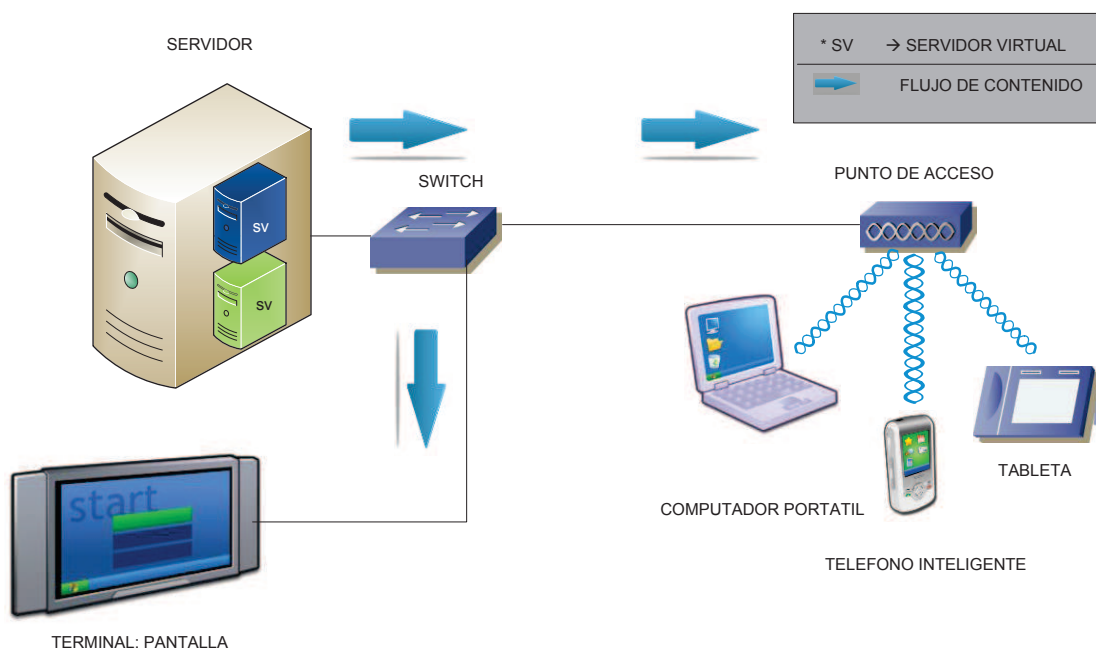 SERVIDOR
* SV → SERVIDOR VIRTUAL
FLUJO DE CONTENIDO
SWITCH
PUNTO DE ACCESO
SV
SV
start
TABLETA
COMPUTADOR PORTATIL
TELEFONO INTELIGENTE
TERMINAL: PANTALLA